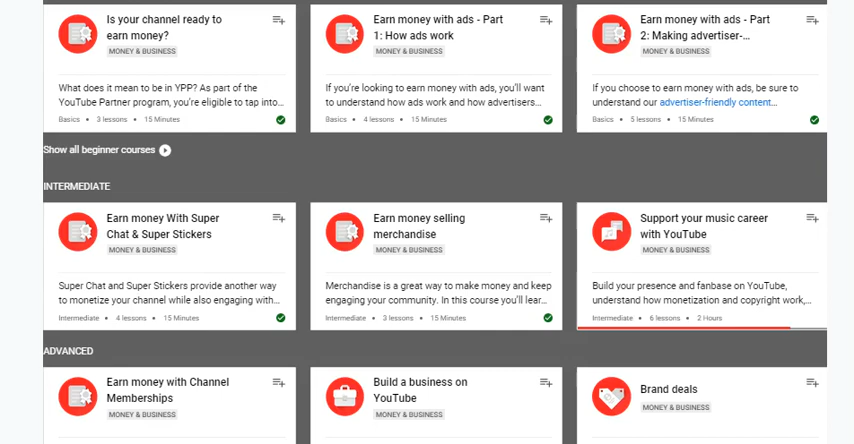 Is your channel ready to
earn money?
MONEY & BUSINESS
What does it mean to be in YPP? As part of the
YouTube Partner program, you're eligible to tap into...
Basics • 3 lessons • 15 Minutes
Earn money with ads - Part
1: How ads work
MONEY & BUSINESS
If you're looking to earn money with ads, you'll want
to understand how ads work and how advertisers...
Basics • 4 lessons • 15 Minutes
Earn money with ads - Part
2: Making advertiser-...
MONEY & BUSINESS
If you choose to earn money with ads, be sure to
understand our advertiser-friendly content...
Basics • 5 lessons • 15 Minutes
Show all beginner courses
INTERMEDIATE
Earn money With Super
Chat & Super Stickers
MONEY & BUSINESS
Super Chat and Super Stickers provide another way
to monetize your channel while also engaging with...
Intermediate • 4 lessons • 15 Minutes
Earn money selling
merchandise
MONEY & BUSINESS
Merchandise is a great way to make money and keep
engaging your community. In this course you'll lear...
Intermediate • 3 lessons • 15 Minutes
Support your music career
with YouTube
MONEY & BUSINESS
Build your presence and fanbase on YouTube,
understand how monetization and copyright work,...
Intermediate • 6 lessons • 2 Hours
ADVANCED
Earn money with Channel
Memberships
MONEY & BUSINESS
Build a business on
YouTube
MONEY & BUSINESS
Brand deals
MONEY & BUSINESS